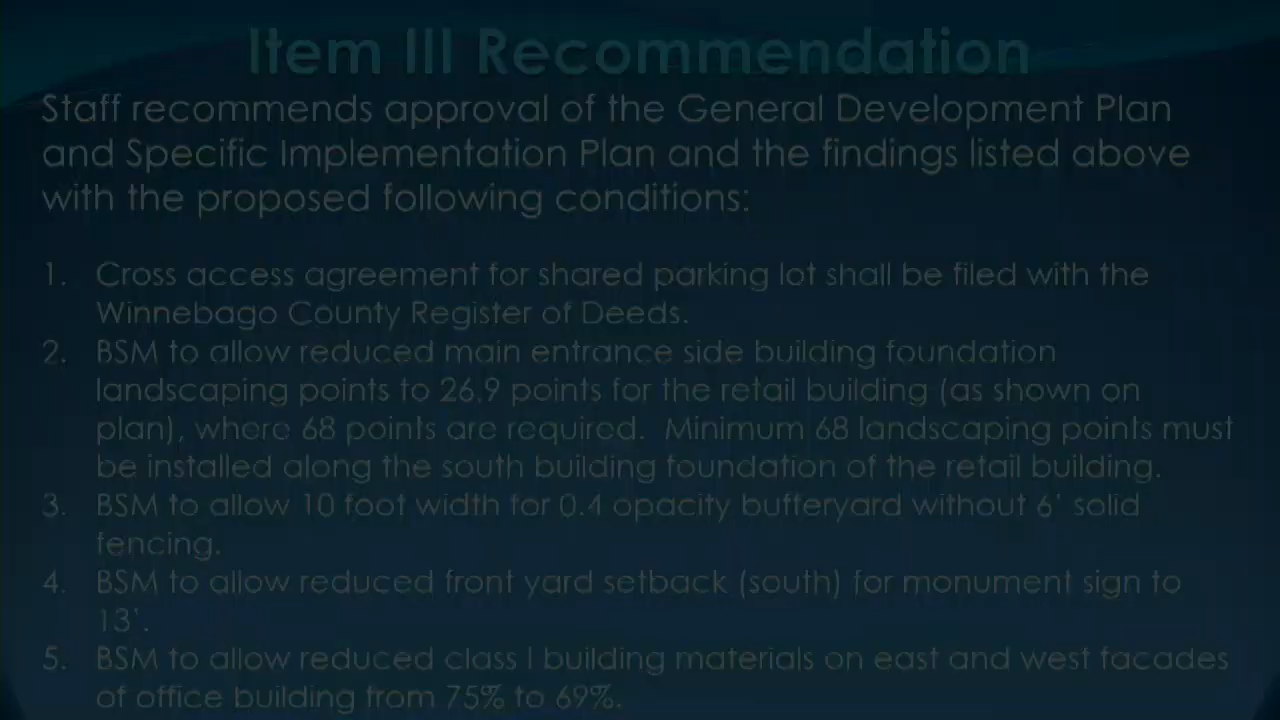 Item III Recommendation
Staff recommends approval of the General Development Plan
and Specific Implementation Plan and the findings listed above
with the proposed following conditions:
1. Cross access agreement for shared parking lot shall be filed with the
Winnebago County Register of Deeds.
2. BSM to allow reduced main entrance side building foundation
landscaping points to 26.9 points for the retail building (as shown on
plan), where 68 points are required. Minimum 68 landscaping points must
be installed along the south building foundation of the retail building.
3. BSM to allow 10 foot width for 0.4 opacity bufferyard without 6' solid
fencing.
4. BSM to allow reduced front yard setback (south) for monument sign to
13'.
5. BSM to allow reduced class I building materials on east and west facades
of office building from 75% to 69%.